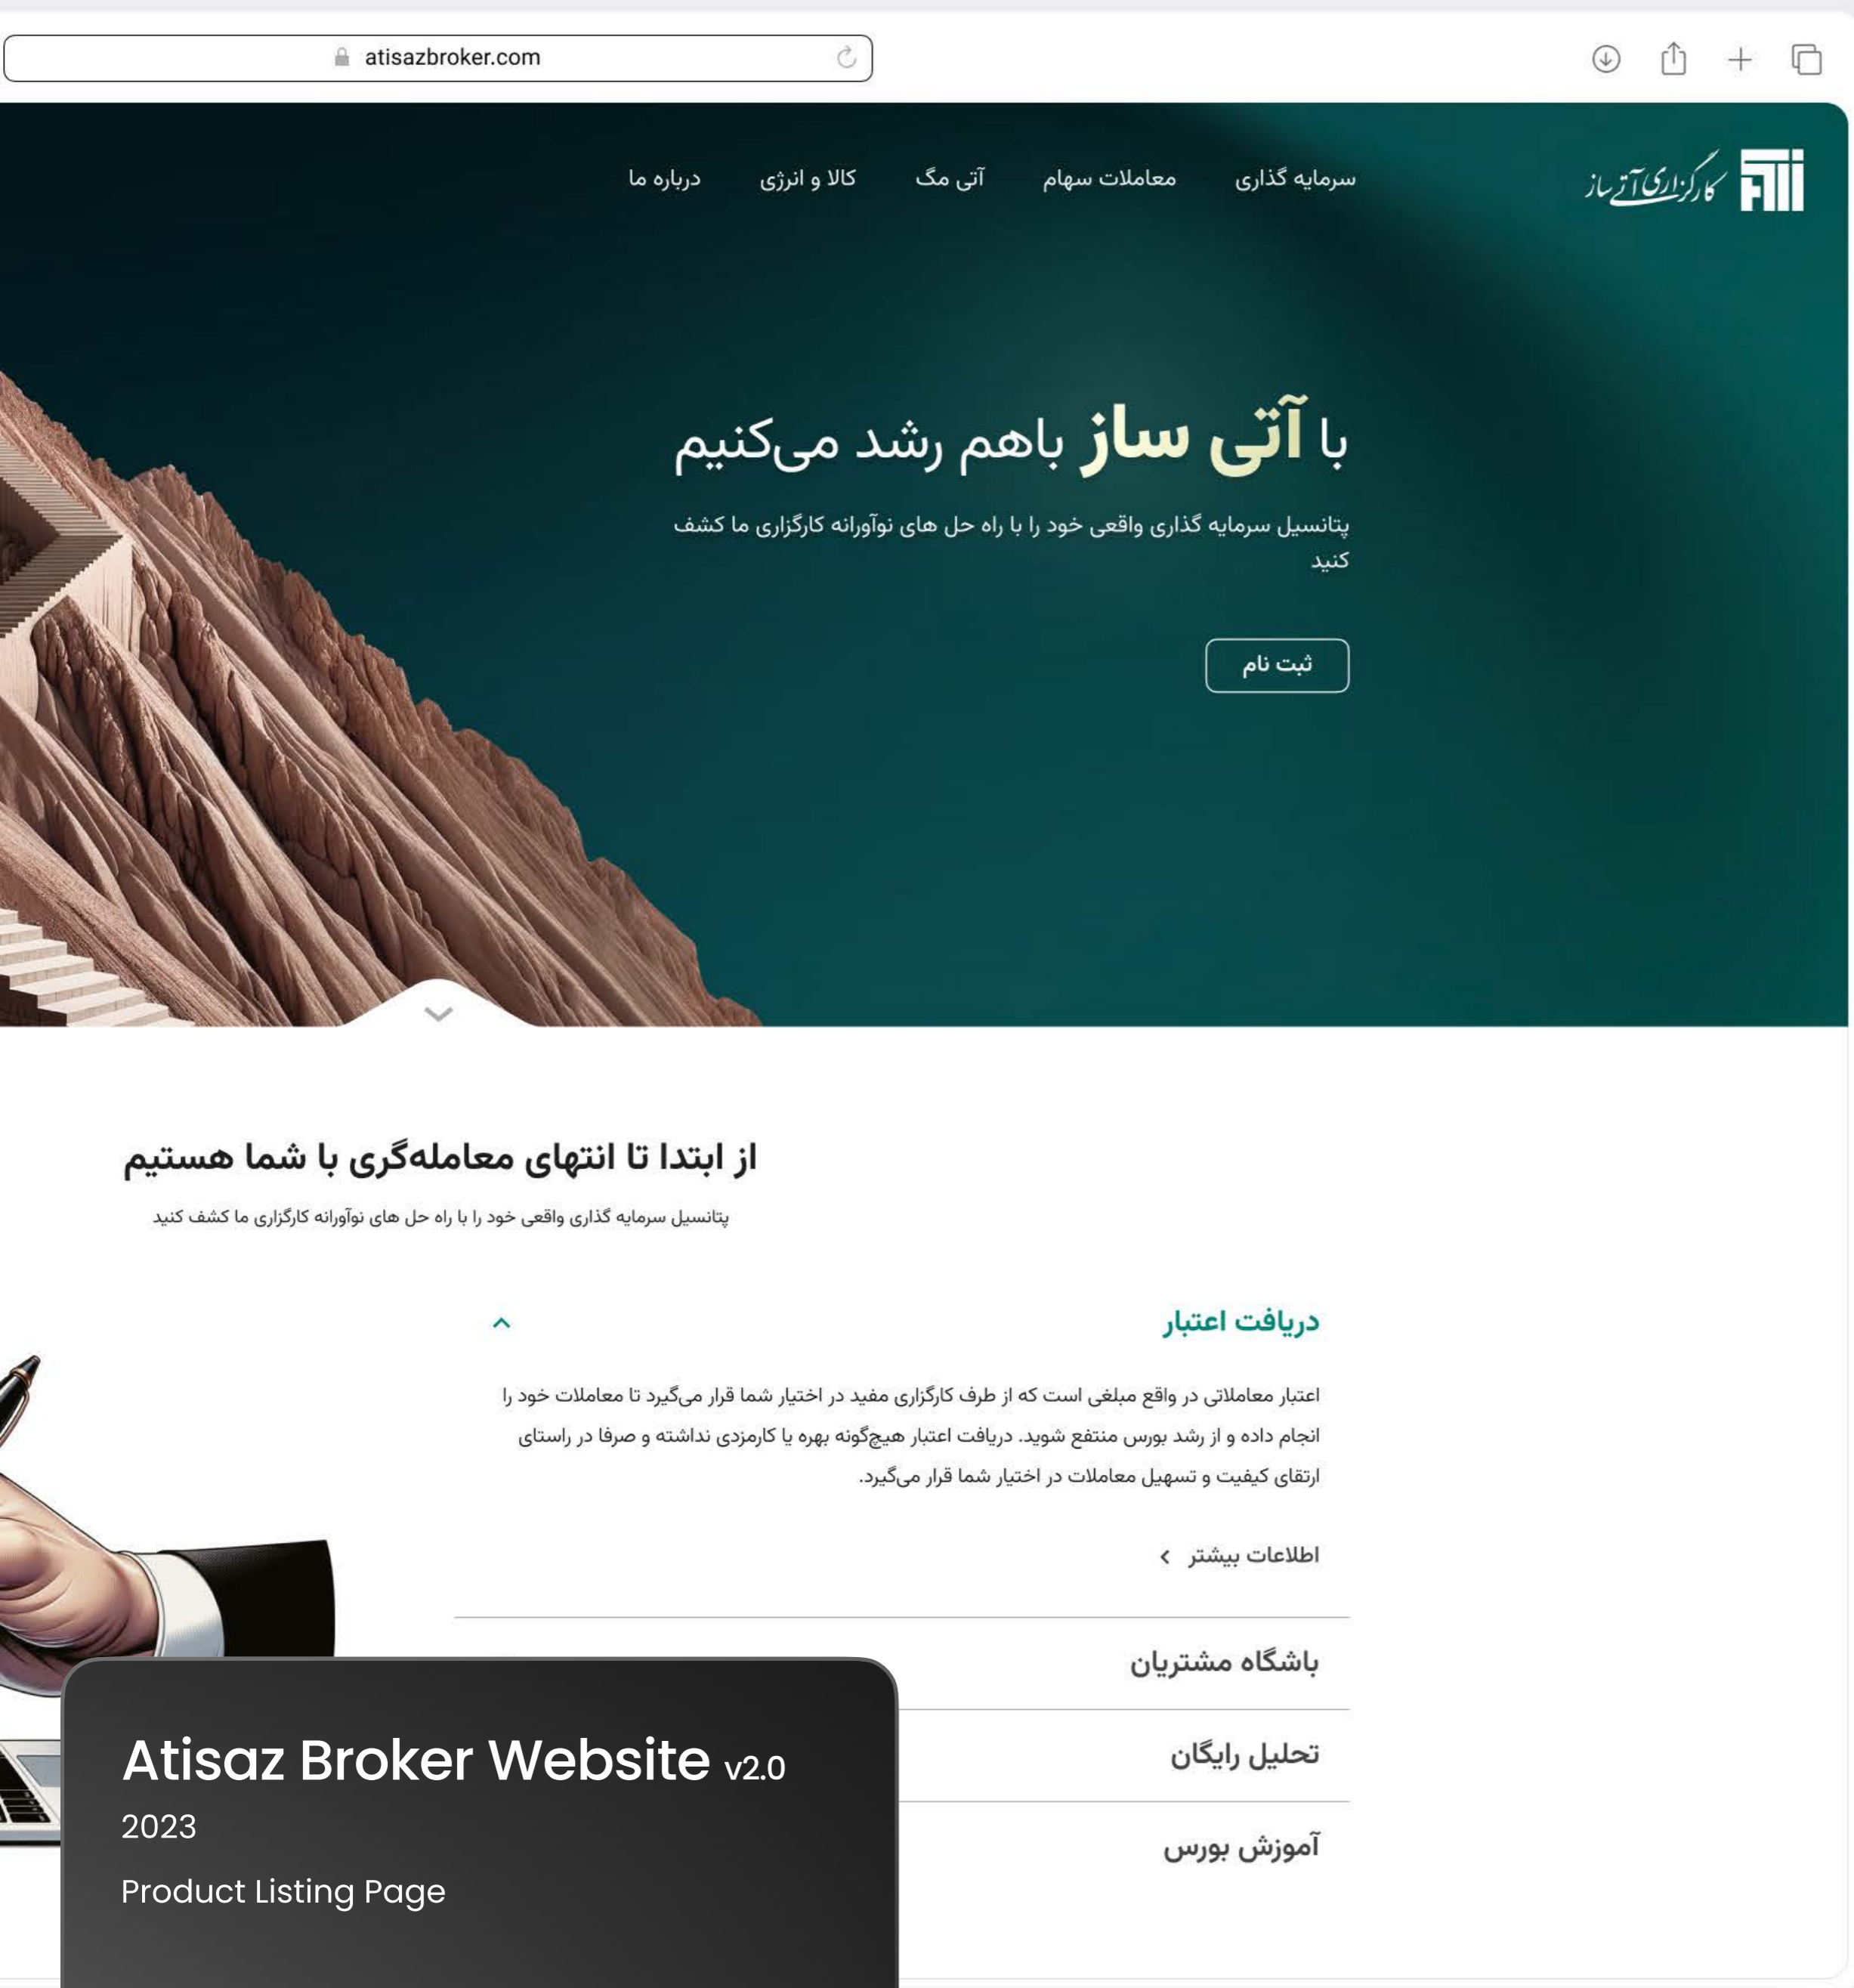 atisazbroker.com
کارگزاری آتی ساز
سرمایه گذاری
معاملات سهام
آتی مگ
کالا و انرژی
درباره ما
با آتی ساز باهم رشد می‌کنیم
پتانسیل سرمایه گذاری واقعی خود را با راه حل های نوآورانه کارگزاری ما کشف
کنید
ثبت نام
از ابتدا تا انتهای معامله‌گری با شما هستیم
پتانسیل سرمایه گذاری واقعی خود را با راه حل های نوآورانه کارگزاری ما کشف کنید
دریافت اعتبار
اعتبار معاملاتی در واقع مبلغی است که از طرف کارگزاری مفید در اختیار شما قرار می‌گیرد تا معاملات خود را
انجام داده و از رشد بورس منتفع شوید. دریافت اعتبار هیچ‌گونه بهره یا کارمزدی نداشته و صرفا در راستای
ارتقای کیفیت و تسهیل معاملات در اختیار شما قرار می‌گیرد.
اطلاعات بیشتر
باشگاه مشتریان
تحلیل رایگان
آموزش بورس
Atisaz Broker Website v2.0
2023
Product Listing Page